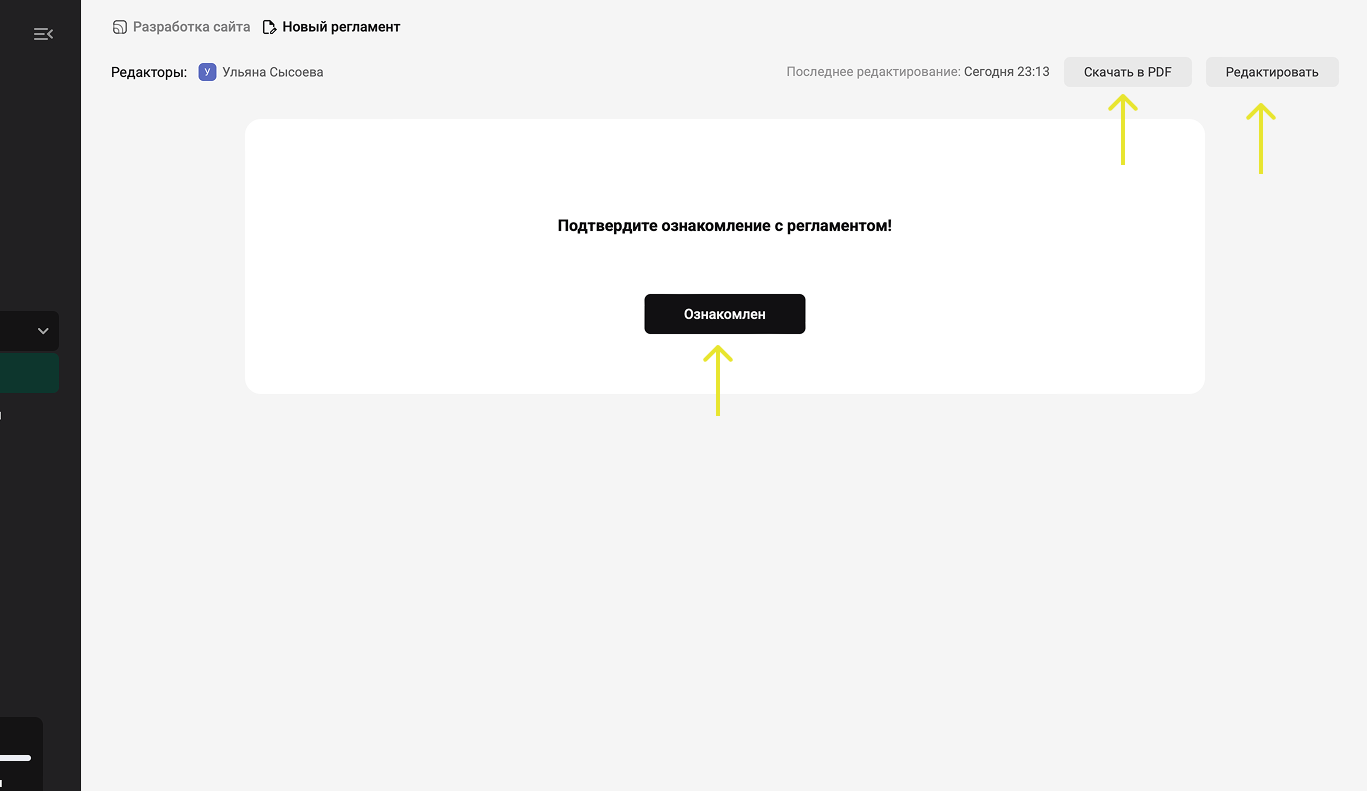 Разработка сайта Новый регламент
Редакторы: У Ульяна Сысоева
Последнее редактирование: Сегодня 23:13 Скачать в PDF Редактировать
Подтвердите ознакомление с регламентом!
Ознакомлен